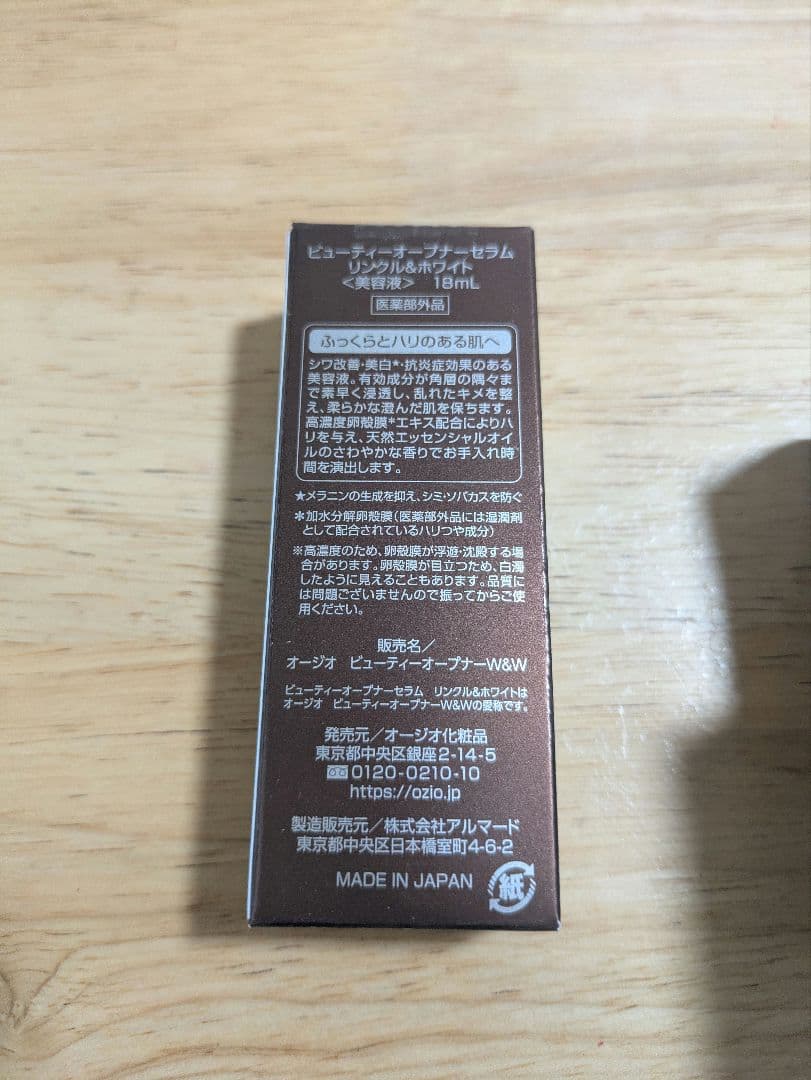 ビューティーオープナーセラム
リンクル&ホワイト
<美容液> 18mL
医薬部外品
ふっくらとハリのある肌へ
シワ改善・美白★・抗炎症効果のある
美容液。有効成分が角層の隅々ま
で素早く浸透し、乱れたキメを整
え、柔らかな澄んだ肌を保ちます。
高濃度卵殻膜*エキス配合によりハ
リを与え、天然エッセンシャルオイ
ルのさわやかな香りでお手入れ時
間を演出します。
★メラニンの生成を抑え、シミ・ソバカスを防ぐ
*加水分解卵殻膜(医薬部外品には湿潤剤
として配合されているハリつや成分)
※高濃度のため、卵殻膜が浮遊・沈殿する場
合があります。卵殻膜が目立つため、白濁
したように見えることもあります。品質に
は問題ございませんので振ってからご使
用ください。
販売名/
オージオ ビューティーオープナーW&W
ビューティーオープナーセラム リンクル&ホワイトは
オージオ ビューティーオープナーW&Wの愛称です。
発売元/オージオ化粧品
東京都中央区銀座2-14-5
0120-0210-10
https://ozio.jp
製造販売元/株式会社アルマード
東京都中央区日本橋室町4-6-2
MADE IN JAPAN
紙